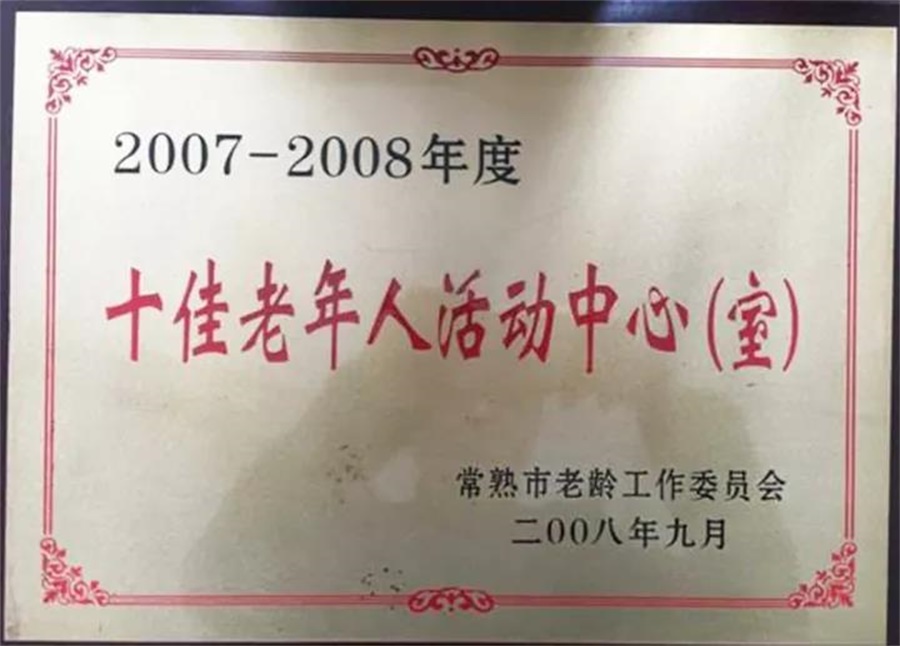 2007-2008年度
十佳老年人活动中心(室)
常熟市老龄工作委员会
二00八年九月